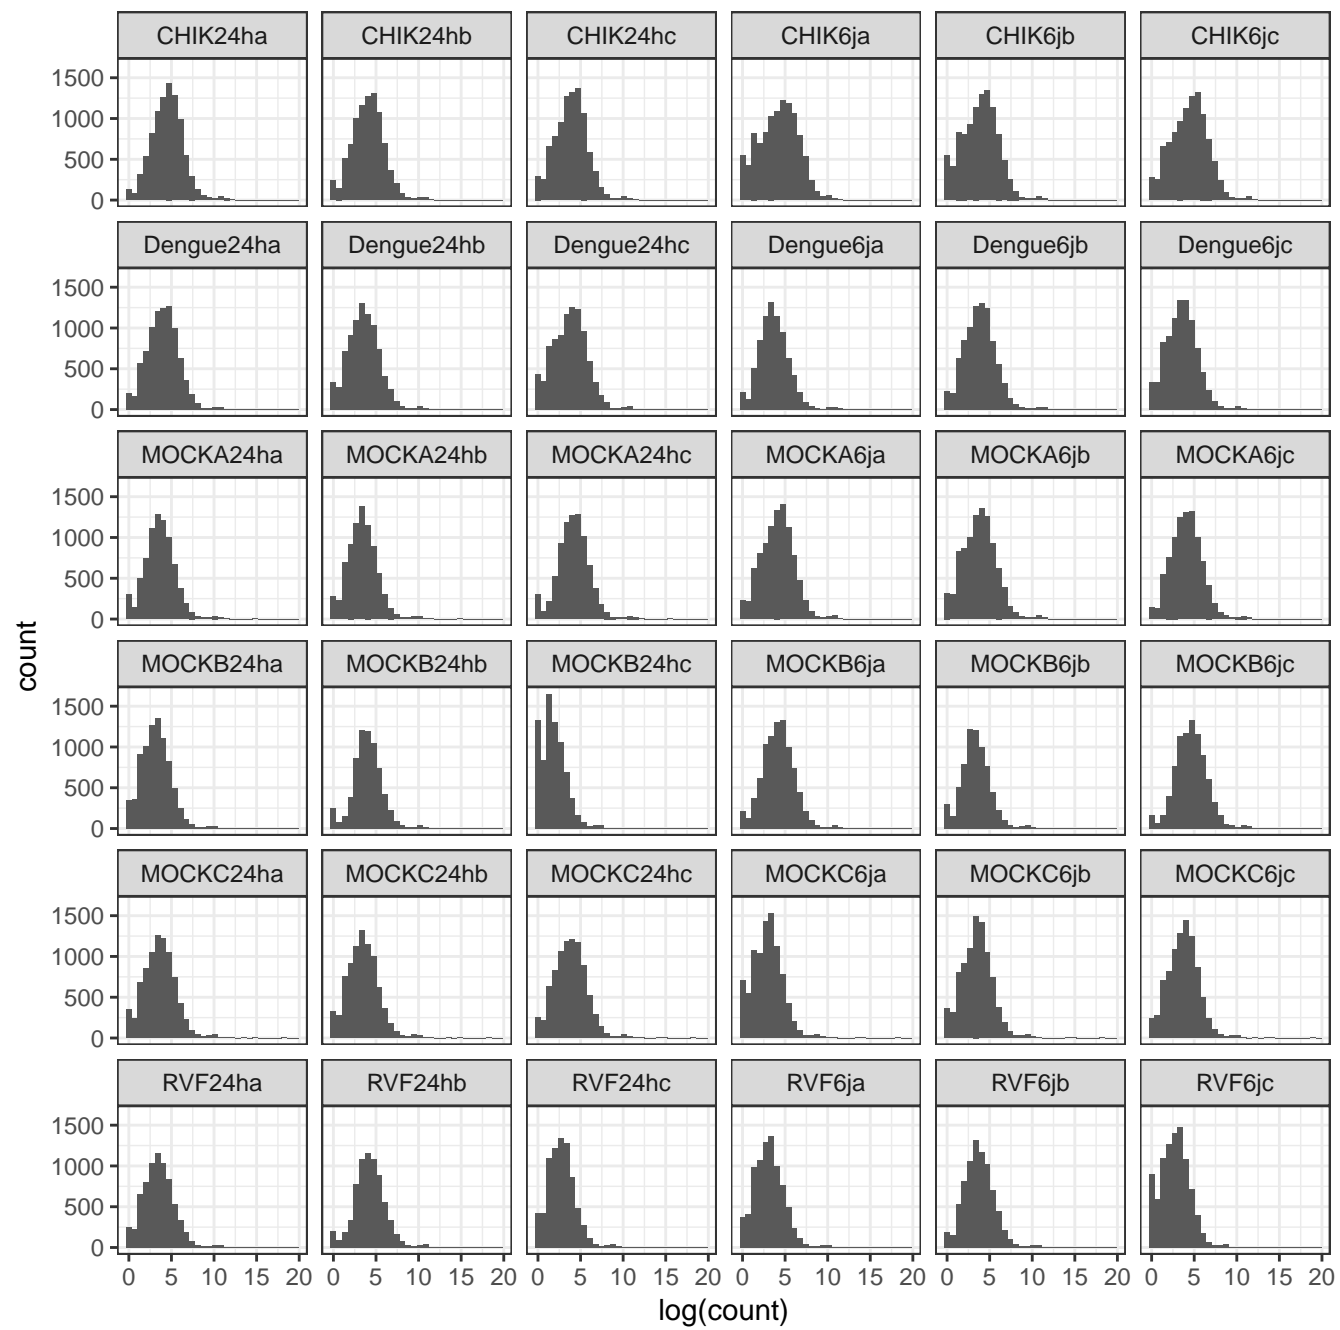 CHIK24ha CHIK24hb CHIK24hc CHIK6ja CHIK6jb CHIK6jc
1500
1000
500
0
Dengue24ha Dengue24hb Dengue24hc Dengue6ja Dengue6jb Dengue6jc
1500
1000
500
0
MOCKA24ha MOCKA24hb MOCKA24hc MOCKA6ja MOCKA6jb MOCKA6jc
1500
1000
500
0
count
MOCKB24ha MOCKB24hb MOCKB24hc MOCKB6ja MOCKB6jb MOCKB6jc
1500
1000
500
0
MOCKC24ha MOCKC24hb MOCKC24hc MOCKC6ja MOCKC6jb MOCKC6jc
1500
1000
500
0
RVF24ha RVF24hb RVF24hc RVF6ja RVF6jb RVF6jc
1500
1000
500
0
0 5 10 15 20 0 5 10 15 20 0 5 10 15 20 0 5 10 15 20 0 5 10 15 20 0 5 10 15 20
log(count)